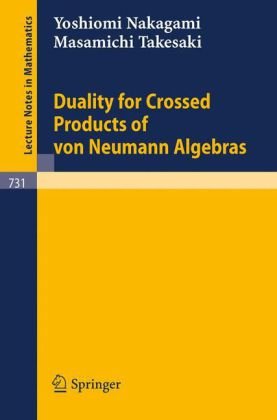 Yoshiomi Nakagami
Masamichi Takesaki
Lecture Notes in Mathematics
Duality for Crossed
Products of
von Neumann Algebras
731
Springer